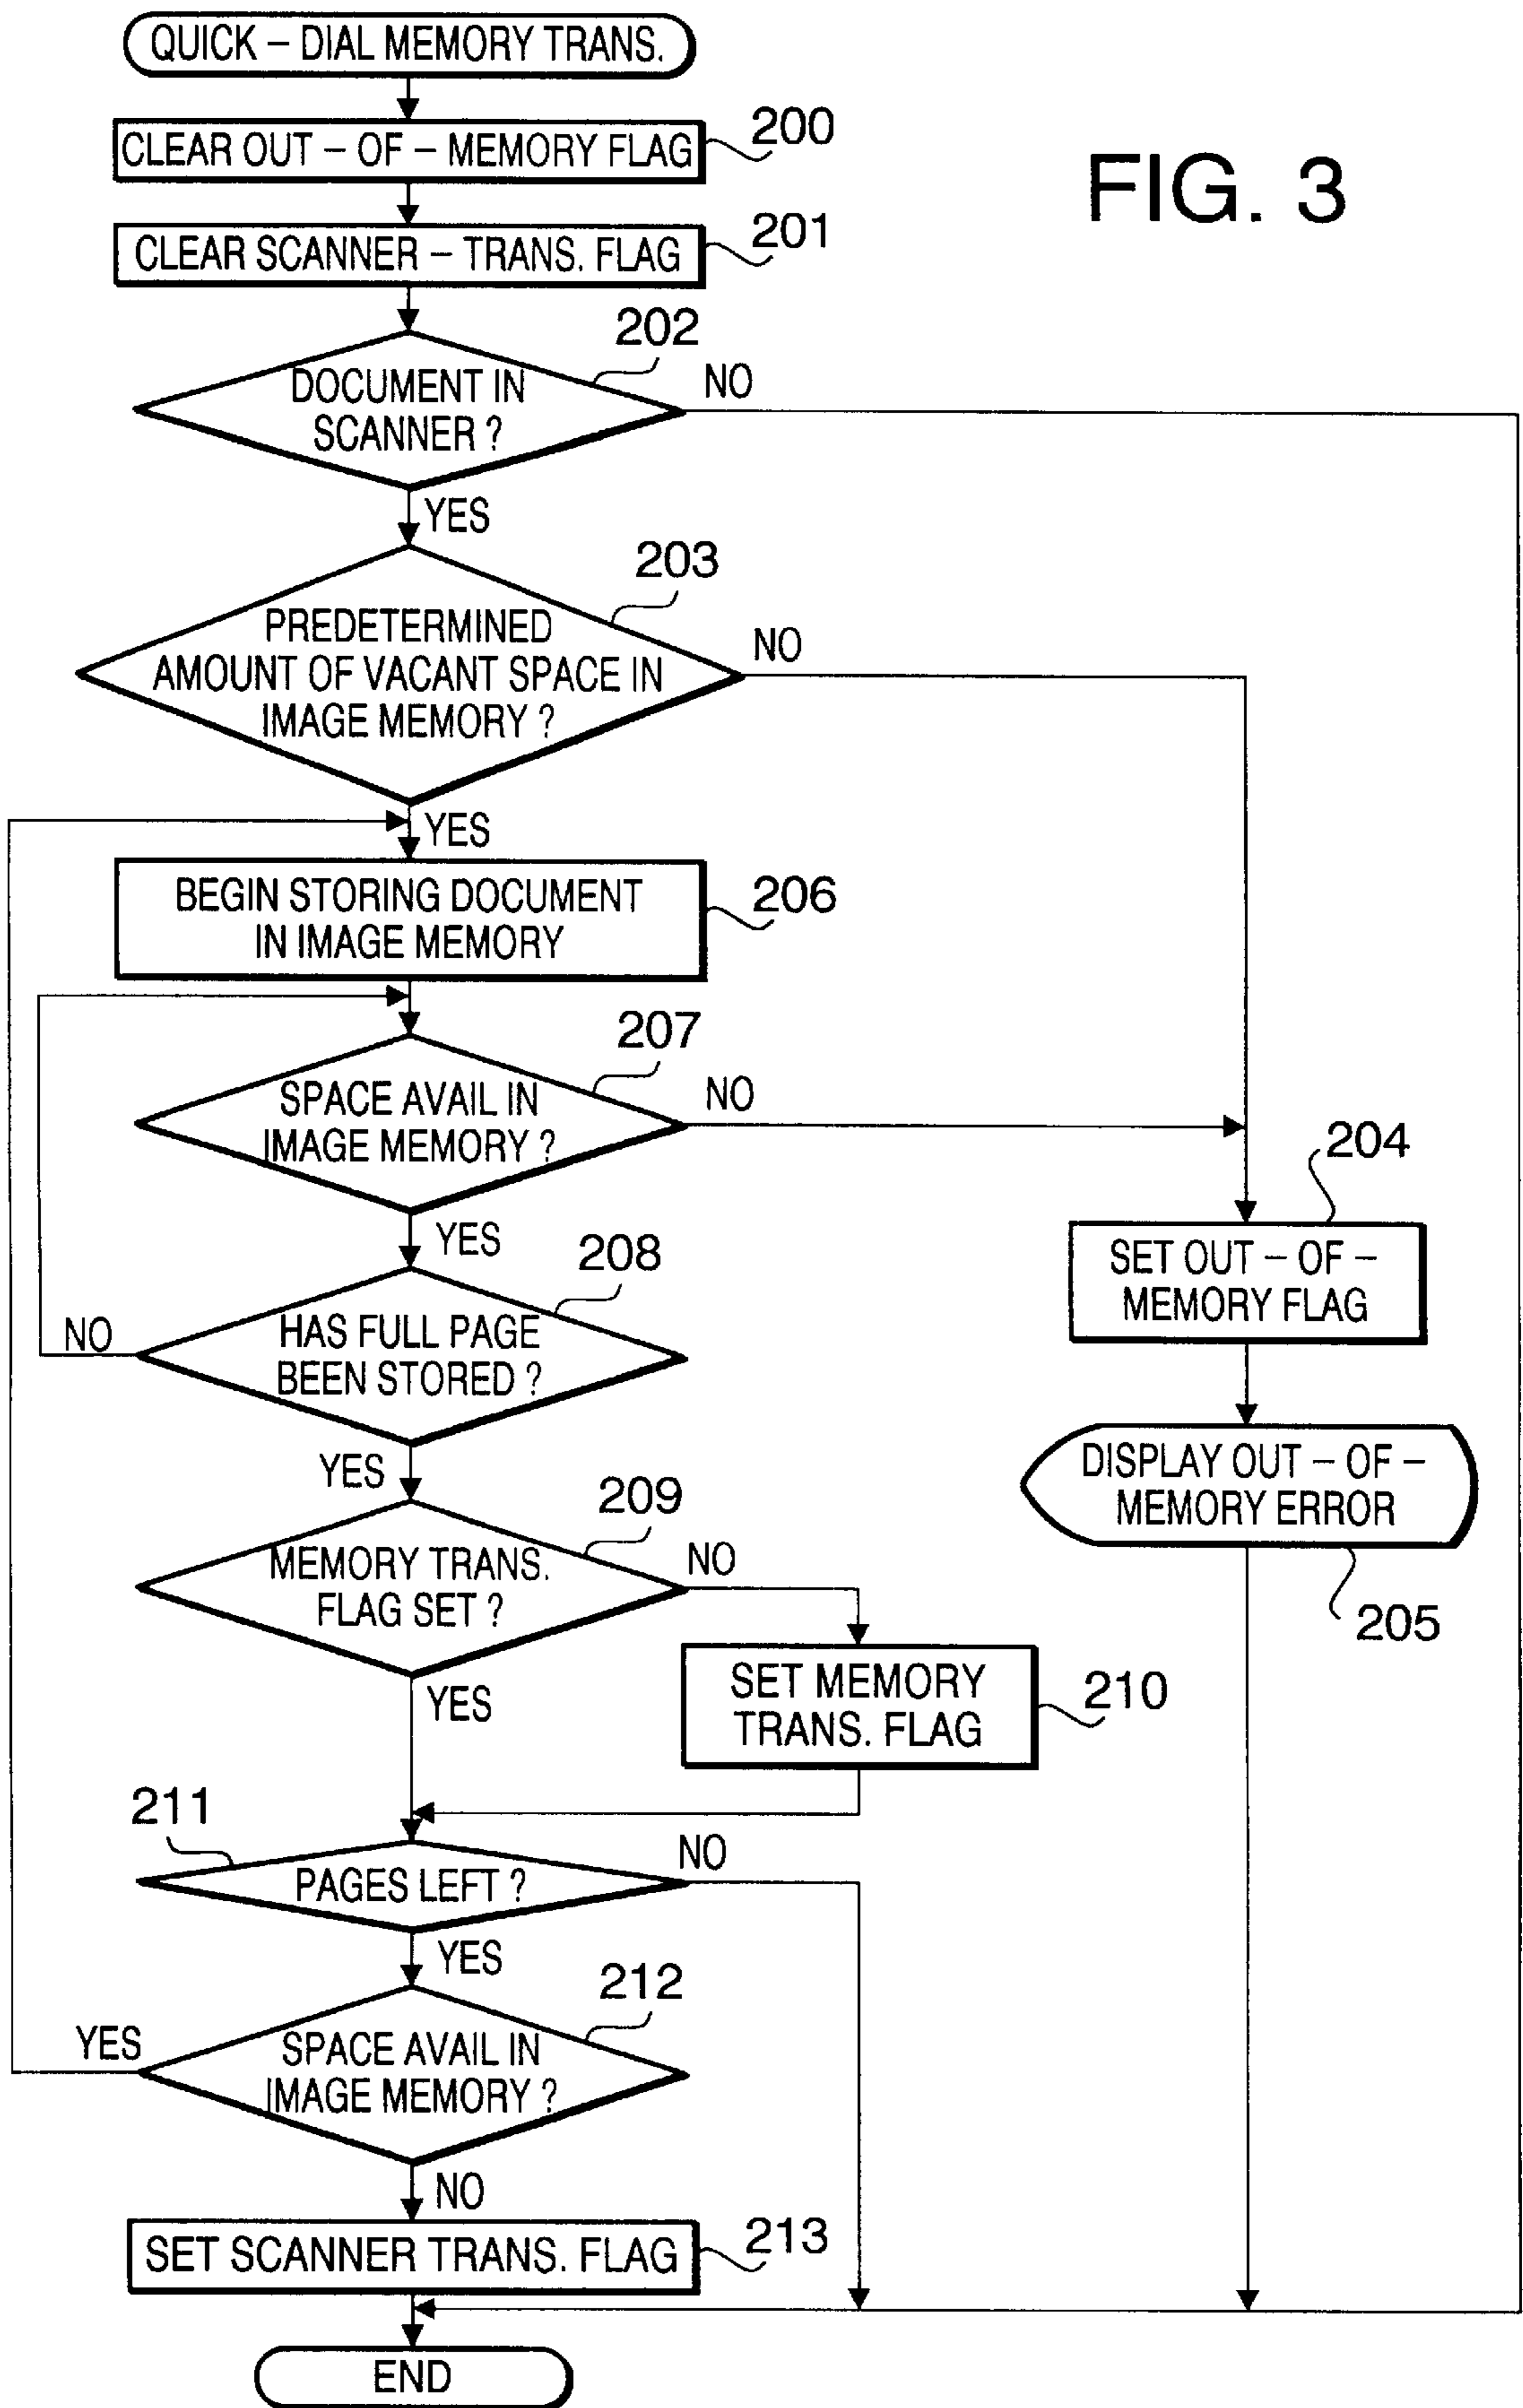 QUICK – DIAL MEMORY TRANS.
CLEAR OUT – OF – MEMORY FLAG
200
FIG. 3
CLEAR SCANNER – TRANS. FLAG
201
202
DOCUMENT IN
SCANNER ?
NO
YES
203
PREDETERMINED
AMOUNT OF VACANT SPACE IN
IMAGE MEMORY ?
NO
YES
BEGIN STORING DOCUMENT
IN IMAGE MEMORY
206
207
SPACE AVAIL IN
IMAGE MEMORY ?
NO
YES
204
SET OUT – OF –
MEMORY FLAG
208
HAS FULL PAGE
BEEN STORED ?
NO
YES
DISPLAY OUT – OF –
MEMORY ERROR
205
209
MEMORY TRANS.
FLAG SET ?
NO
YES
SET MEMORY
TRANS. FLAG
210
211
PAGES LEFT ?
NO
YES
212
SPACE AVAIL IN
IMAGE MEMORY ?
YES
NO
SET SCANNER TRANS. FLAG
213
END